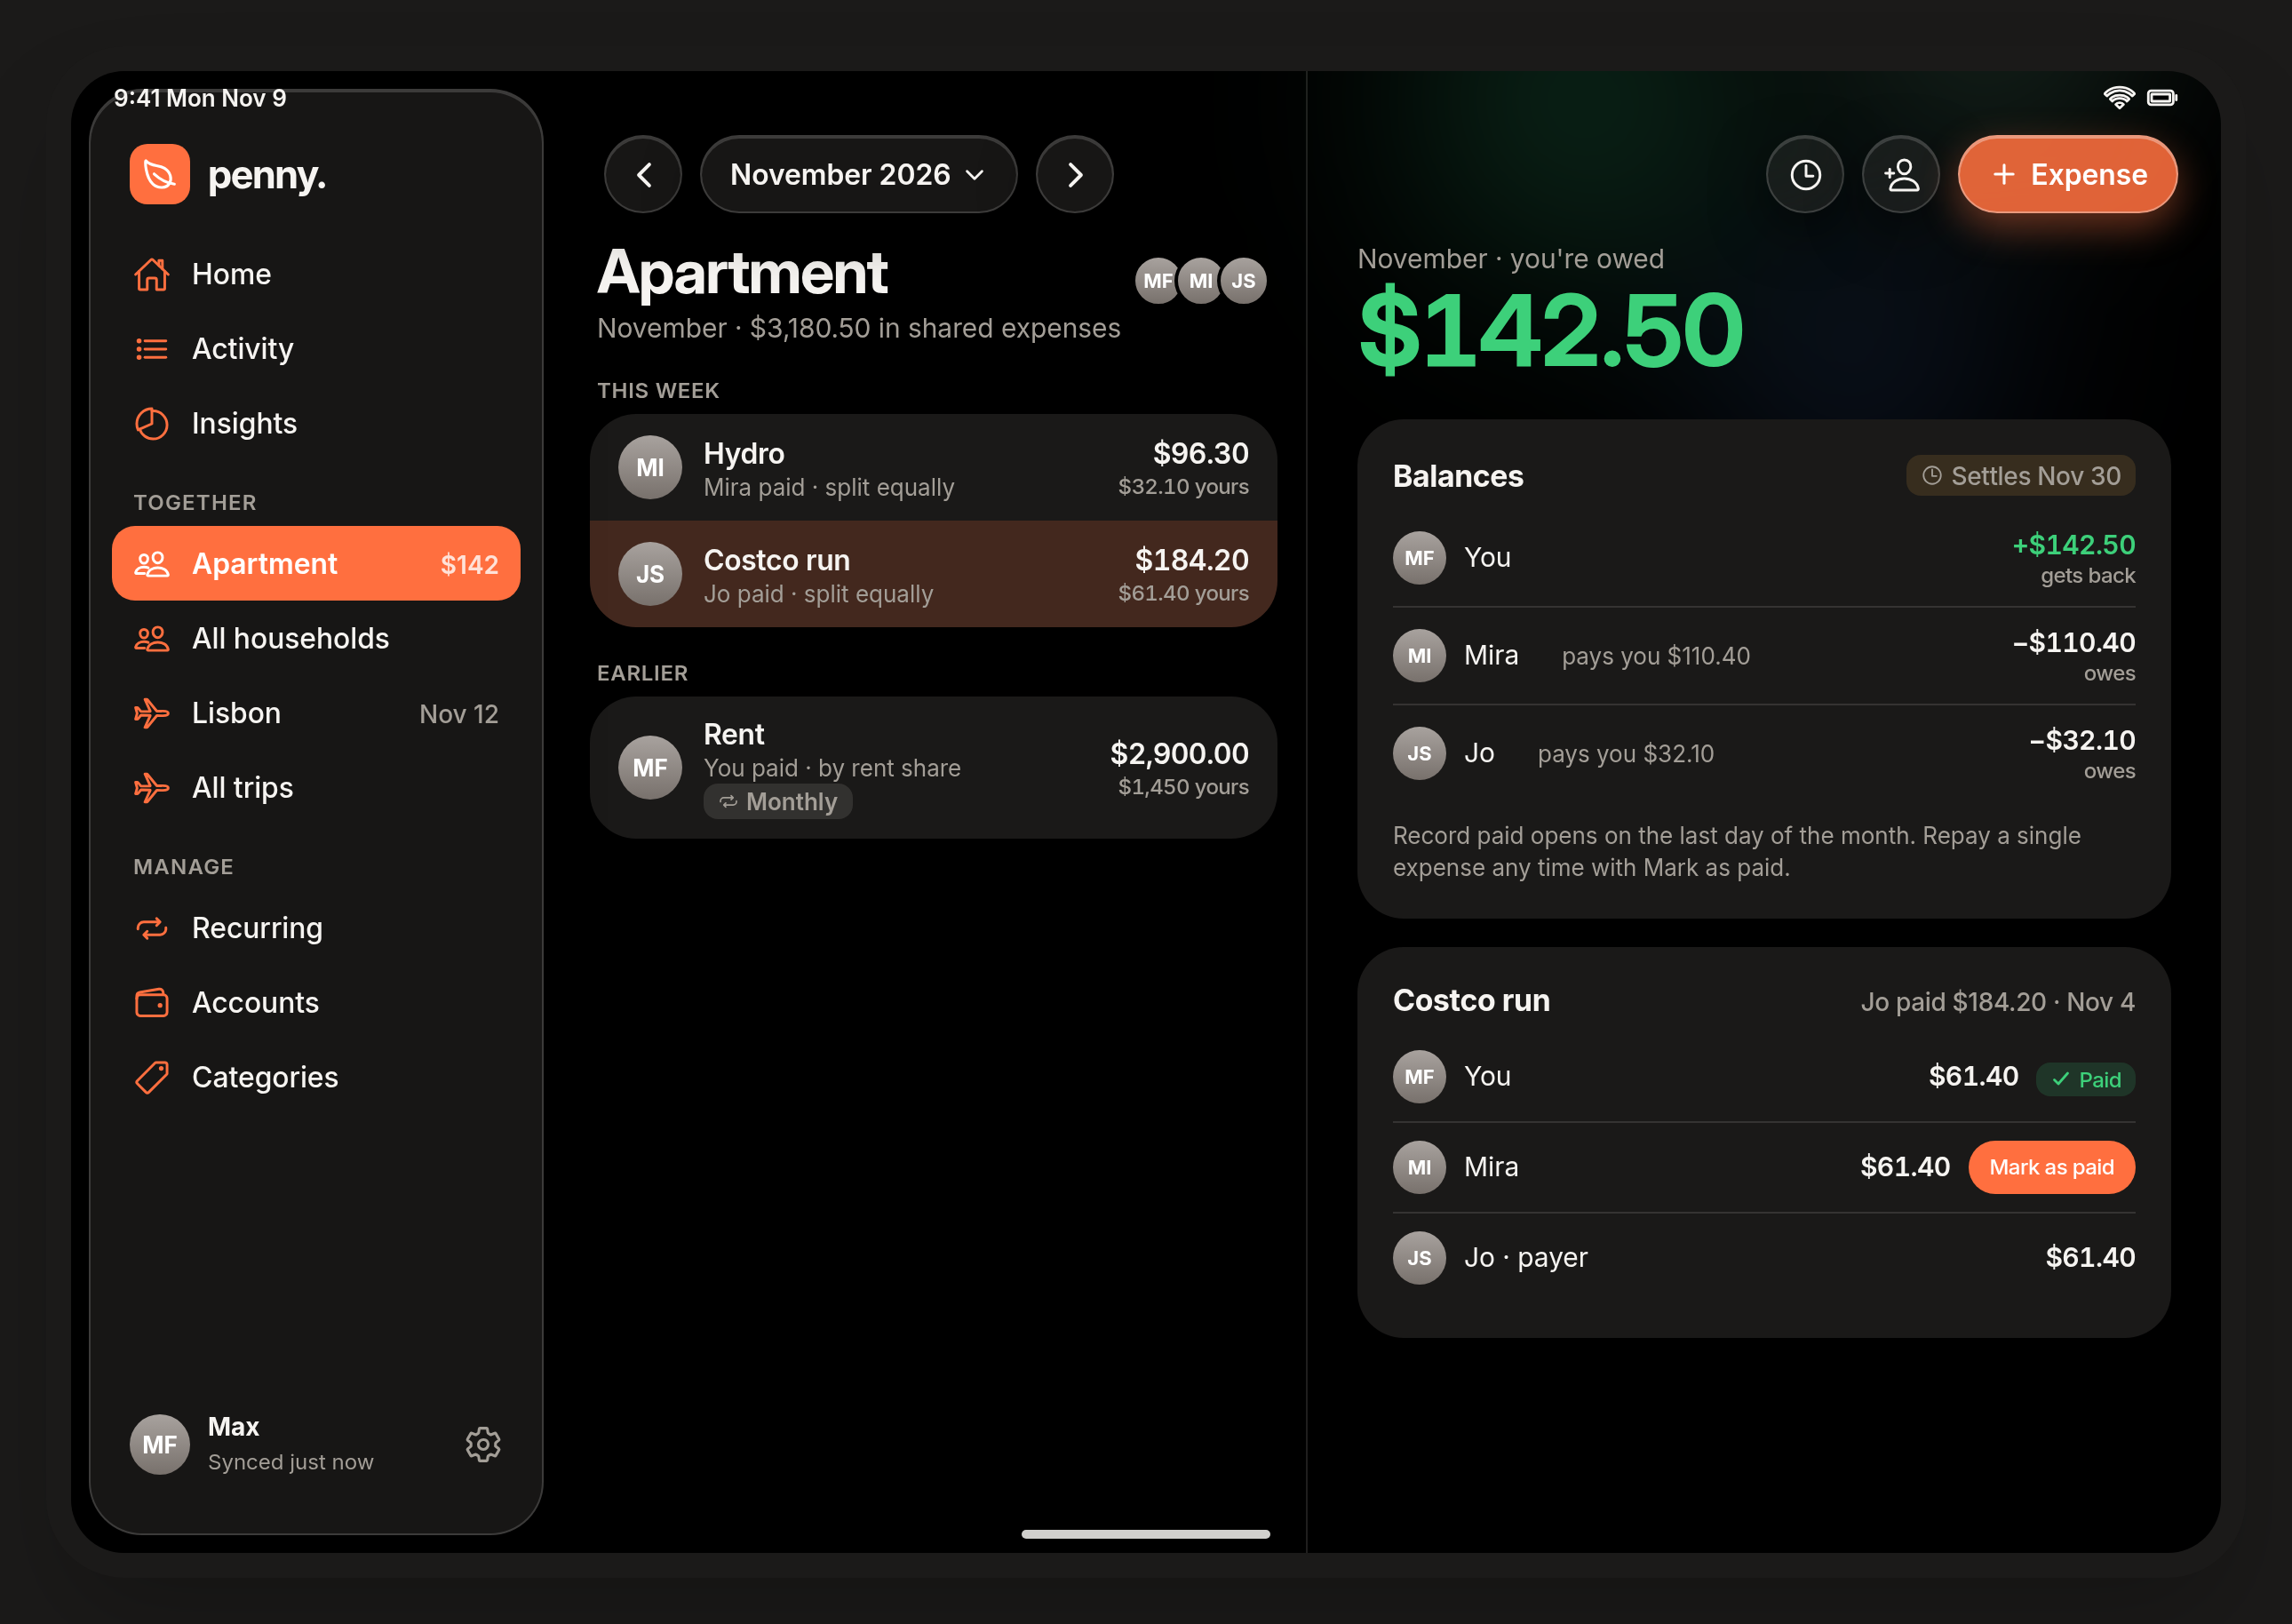 9:41 Mon Nov 9
penny.
Home
Activity
Insights
TOGETHER
Apartment $142
All households
Lisbon Nov 12
All trips
MANAGE
Recurring
Accounts
Categories
MF Max
Synced just now
November 2026
Apartment
MF MI JS
November · $3,180.50 in shared expenses
THIS WEEK
MI Hydro $96.30
Mira paid · split equally $32.10 yours
JS Costco run $184.20
Jo paid · split equally $61.40 yours
EARLIER
MF Rent $2,900.00
You paid · by rent share $1,450 yours
Monthly
+ Expense
November · you're owed
$142.50
Balances Settles Nov 30
MF You +$142.50
gets back
MI Mira pays you $110.40 −$110.40
owes
JS Jo pays you $32.10 −$32.10
owes
Record paid opens on the last day of the month. Repay a single
expense any time with Mark as paid.
Costco run Jo paid $184.20 · Nov 4
MF You $61.40 Paid
MI Mira $61.40 Mark as paid
JS Jo · payer $61.40